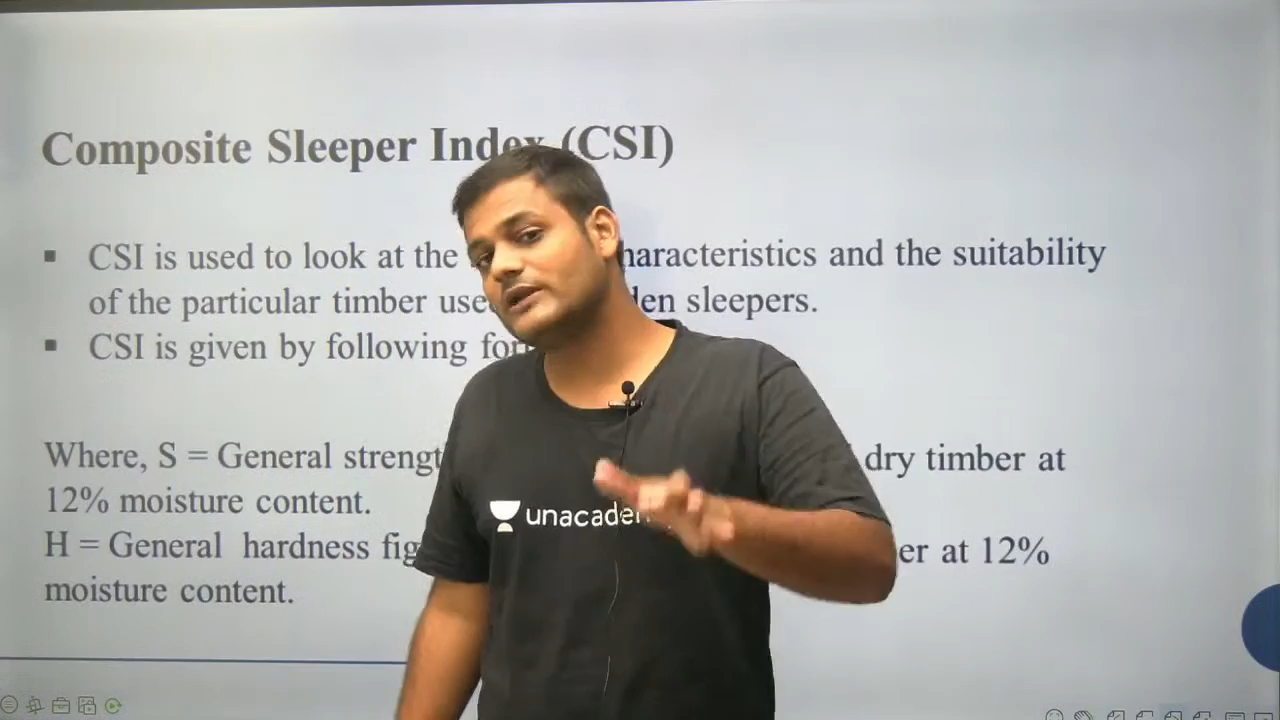 Composite Sleeper Index (CSI)
▪ CSI is used to look at the haracteristics and the suitability
of the particular timber use den sleepers.
▪ CSI is given by following for
Where, S = General strengt dry timber at
12% moisture content.
H = General hardness fig er at 12%
moisture content.
unacadem